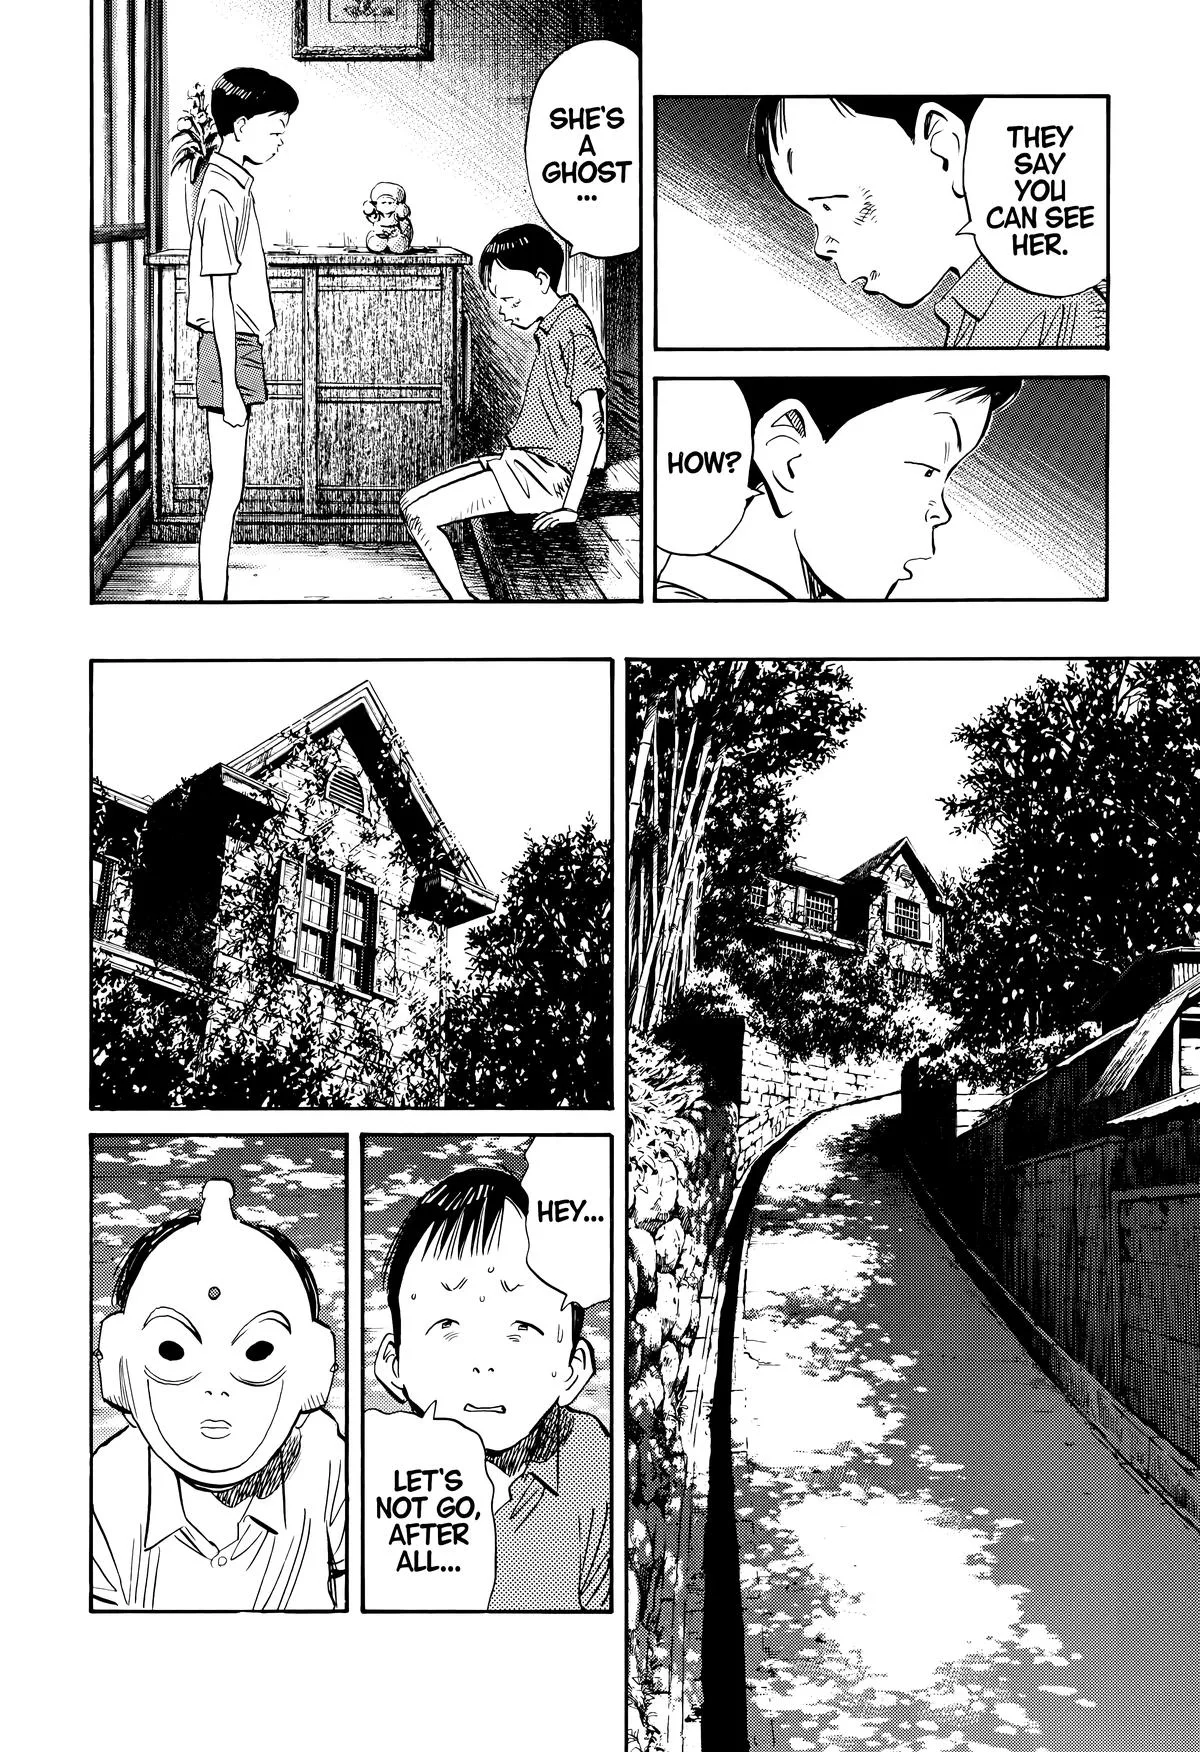 THEY
SAY
YOU
CAN SEE
HER.
HOW?
SHE'S
A
GHOST
...
HEY...
LET'S
NOT GO,
AFTER
ALL...